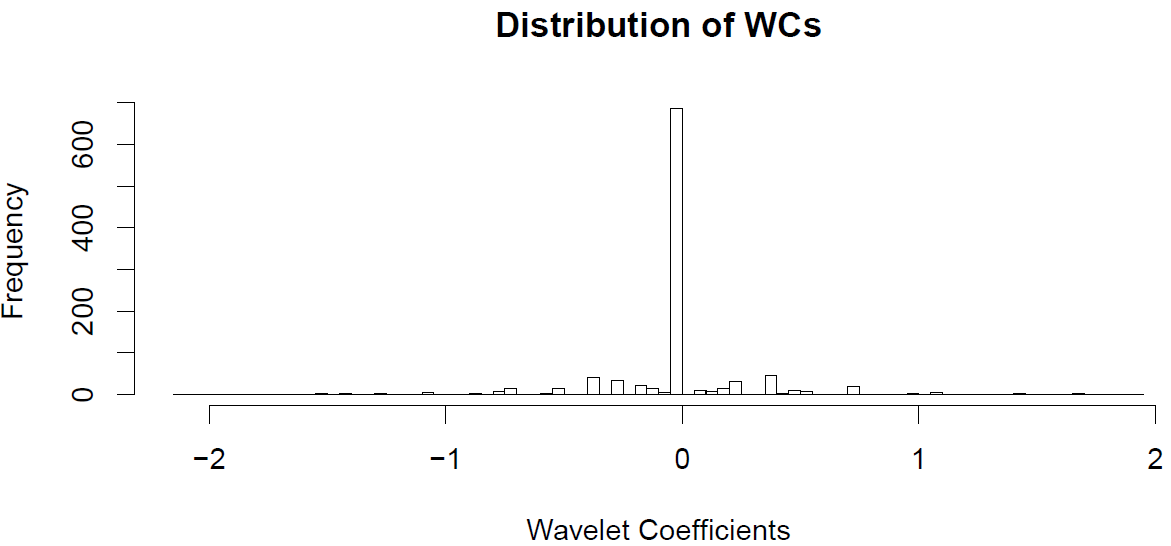 Distribution of WCs
Frequency
600
400
200
0
−2 −1 0 1 2
Wavelet Coefficients